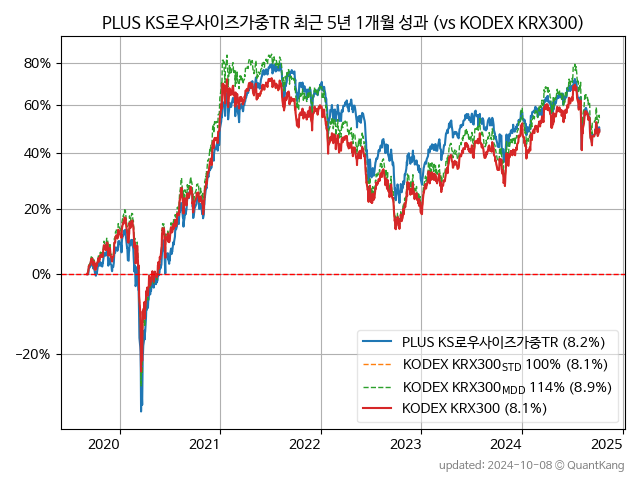 PLUS KS로우사이즈가중TR 최근 5년 1개월 성과 (vs KODEX KRX300)
80%
60%
40%
20%
0%
−20%
PLUS KS로우사이즈가중TR (8.2%)
KODEX KRX300STD 100% (8.1%)
KODEX KRX300MDD 114% (8.9%)
KODEX KRX300 (8.1%)
2020 2021 2022 2023 2024 2025
updated: 2024-10-08 © QuantKang